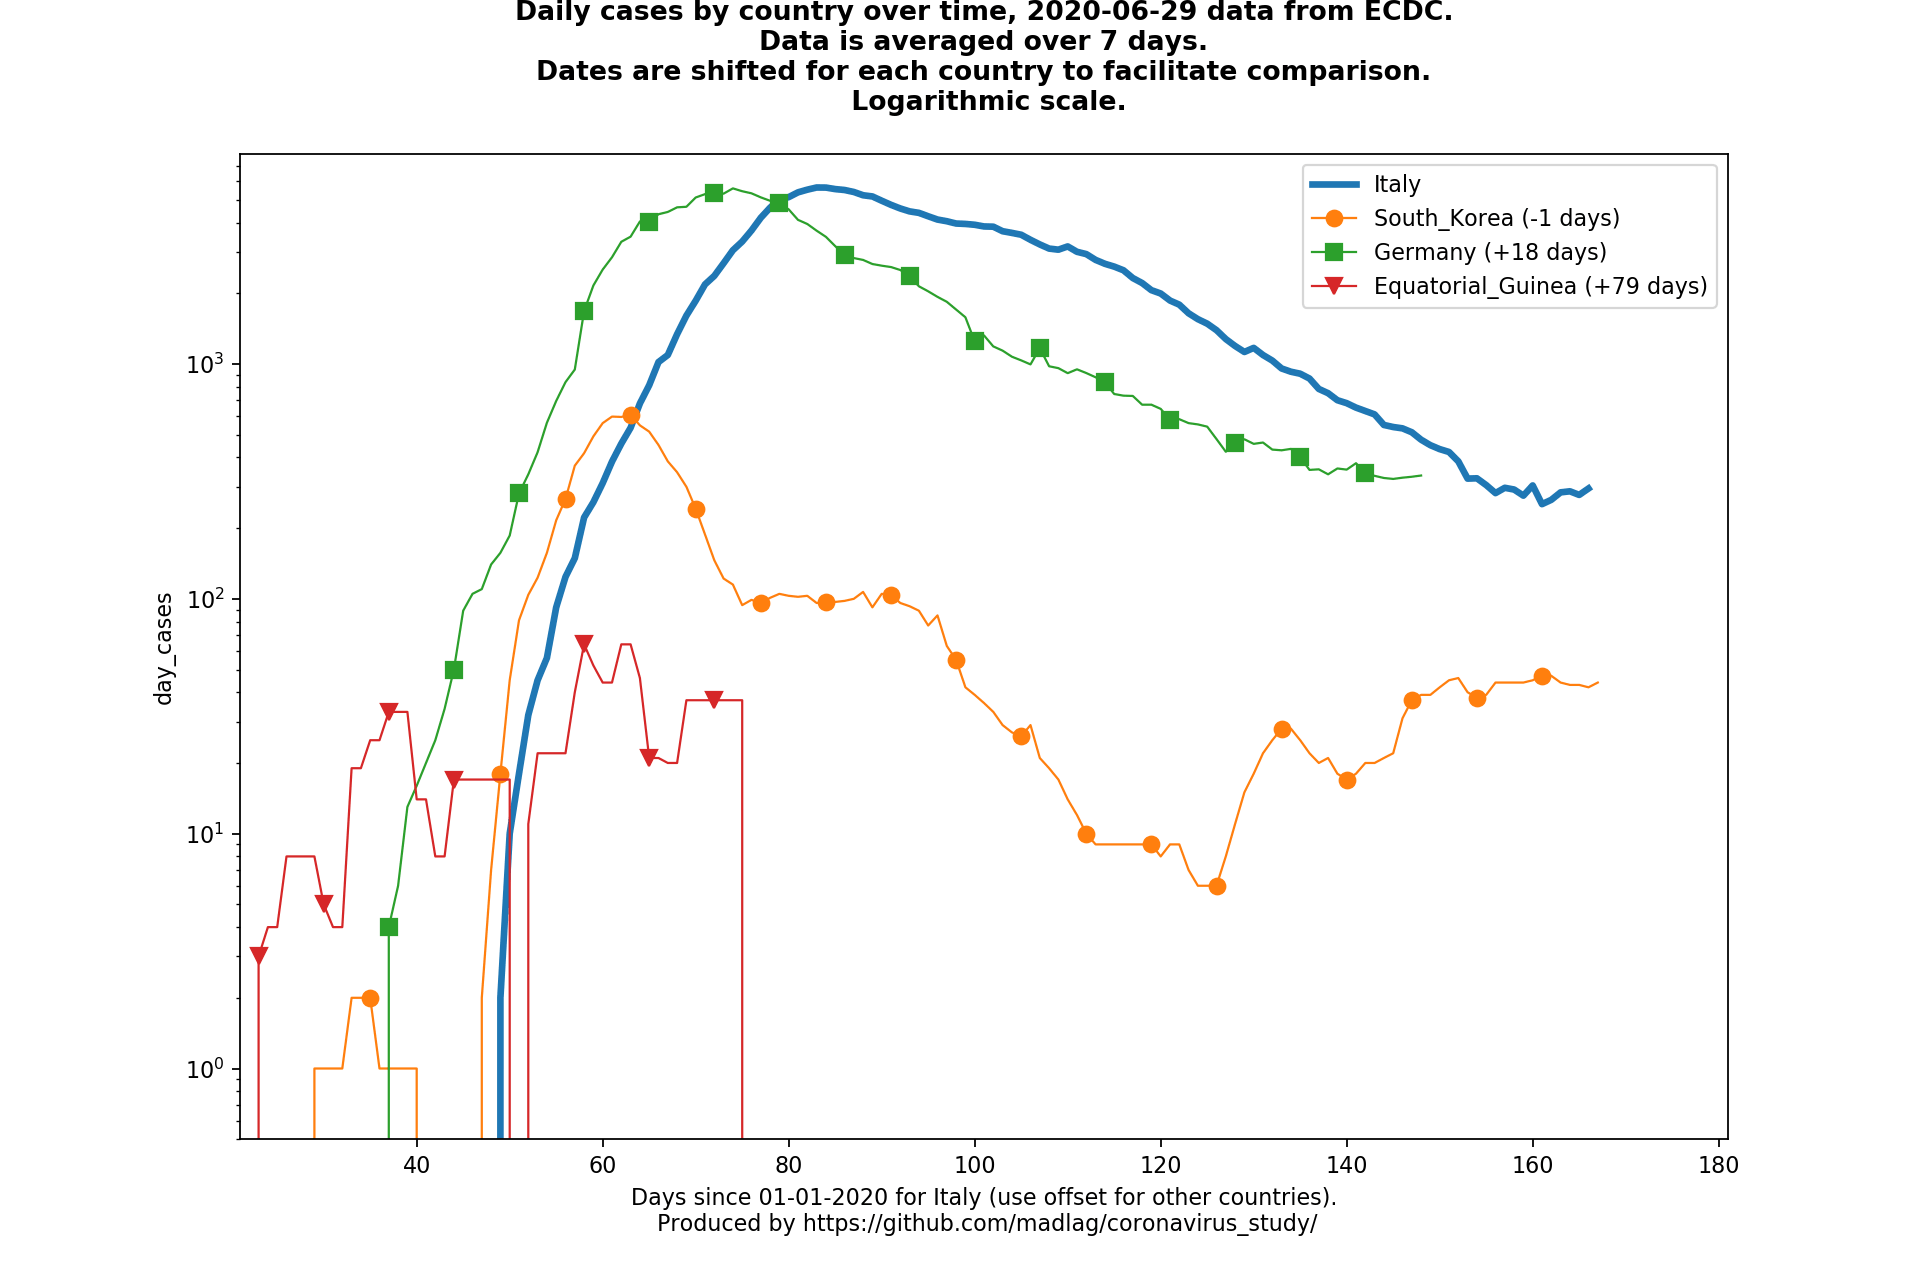 Daily cases by country over time, 2020-06-29 data from ECDC.
Data is averaged over 7 days.
Dates are shifted for each country to facilitate comparison.
Logarithmic scale.
Italy
South_Korea (-1 days)
Germany (+18 days)
Equatorial_Guinea (+79 days)
10³
10²
10¹
10⁰
day_cases
40 60 80 100 120 140 160 180
Days since 01-01-2020 for Italy (use offset for other countries).
Produced by https://github.com/madlag/coronavirus_study/